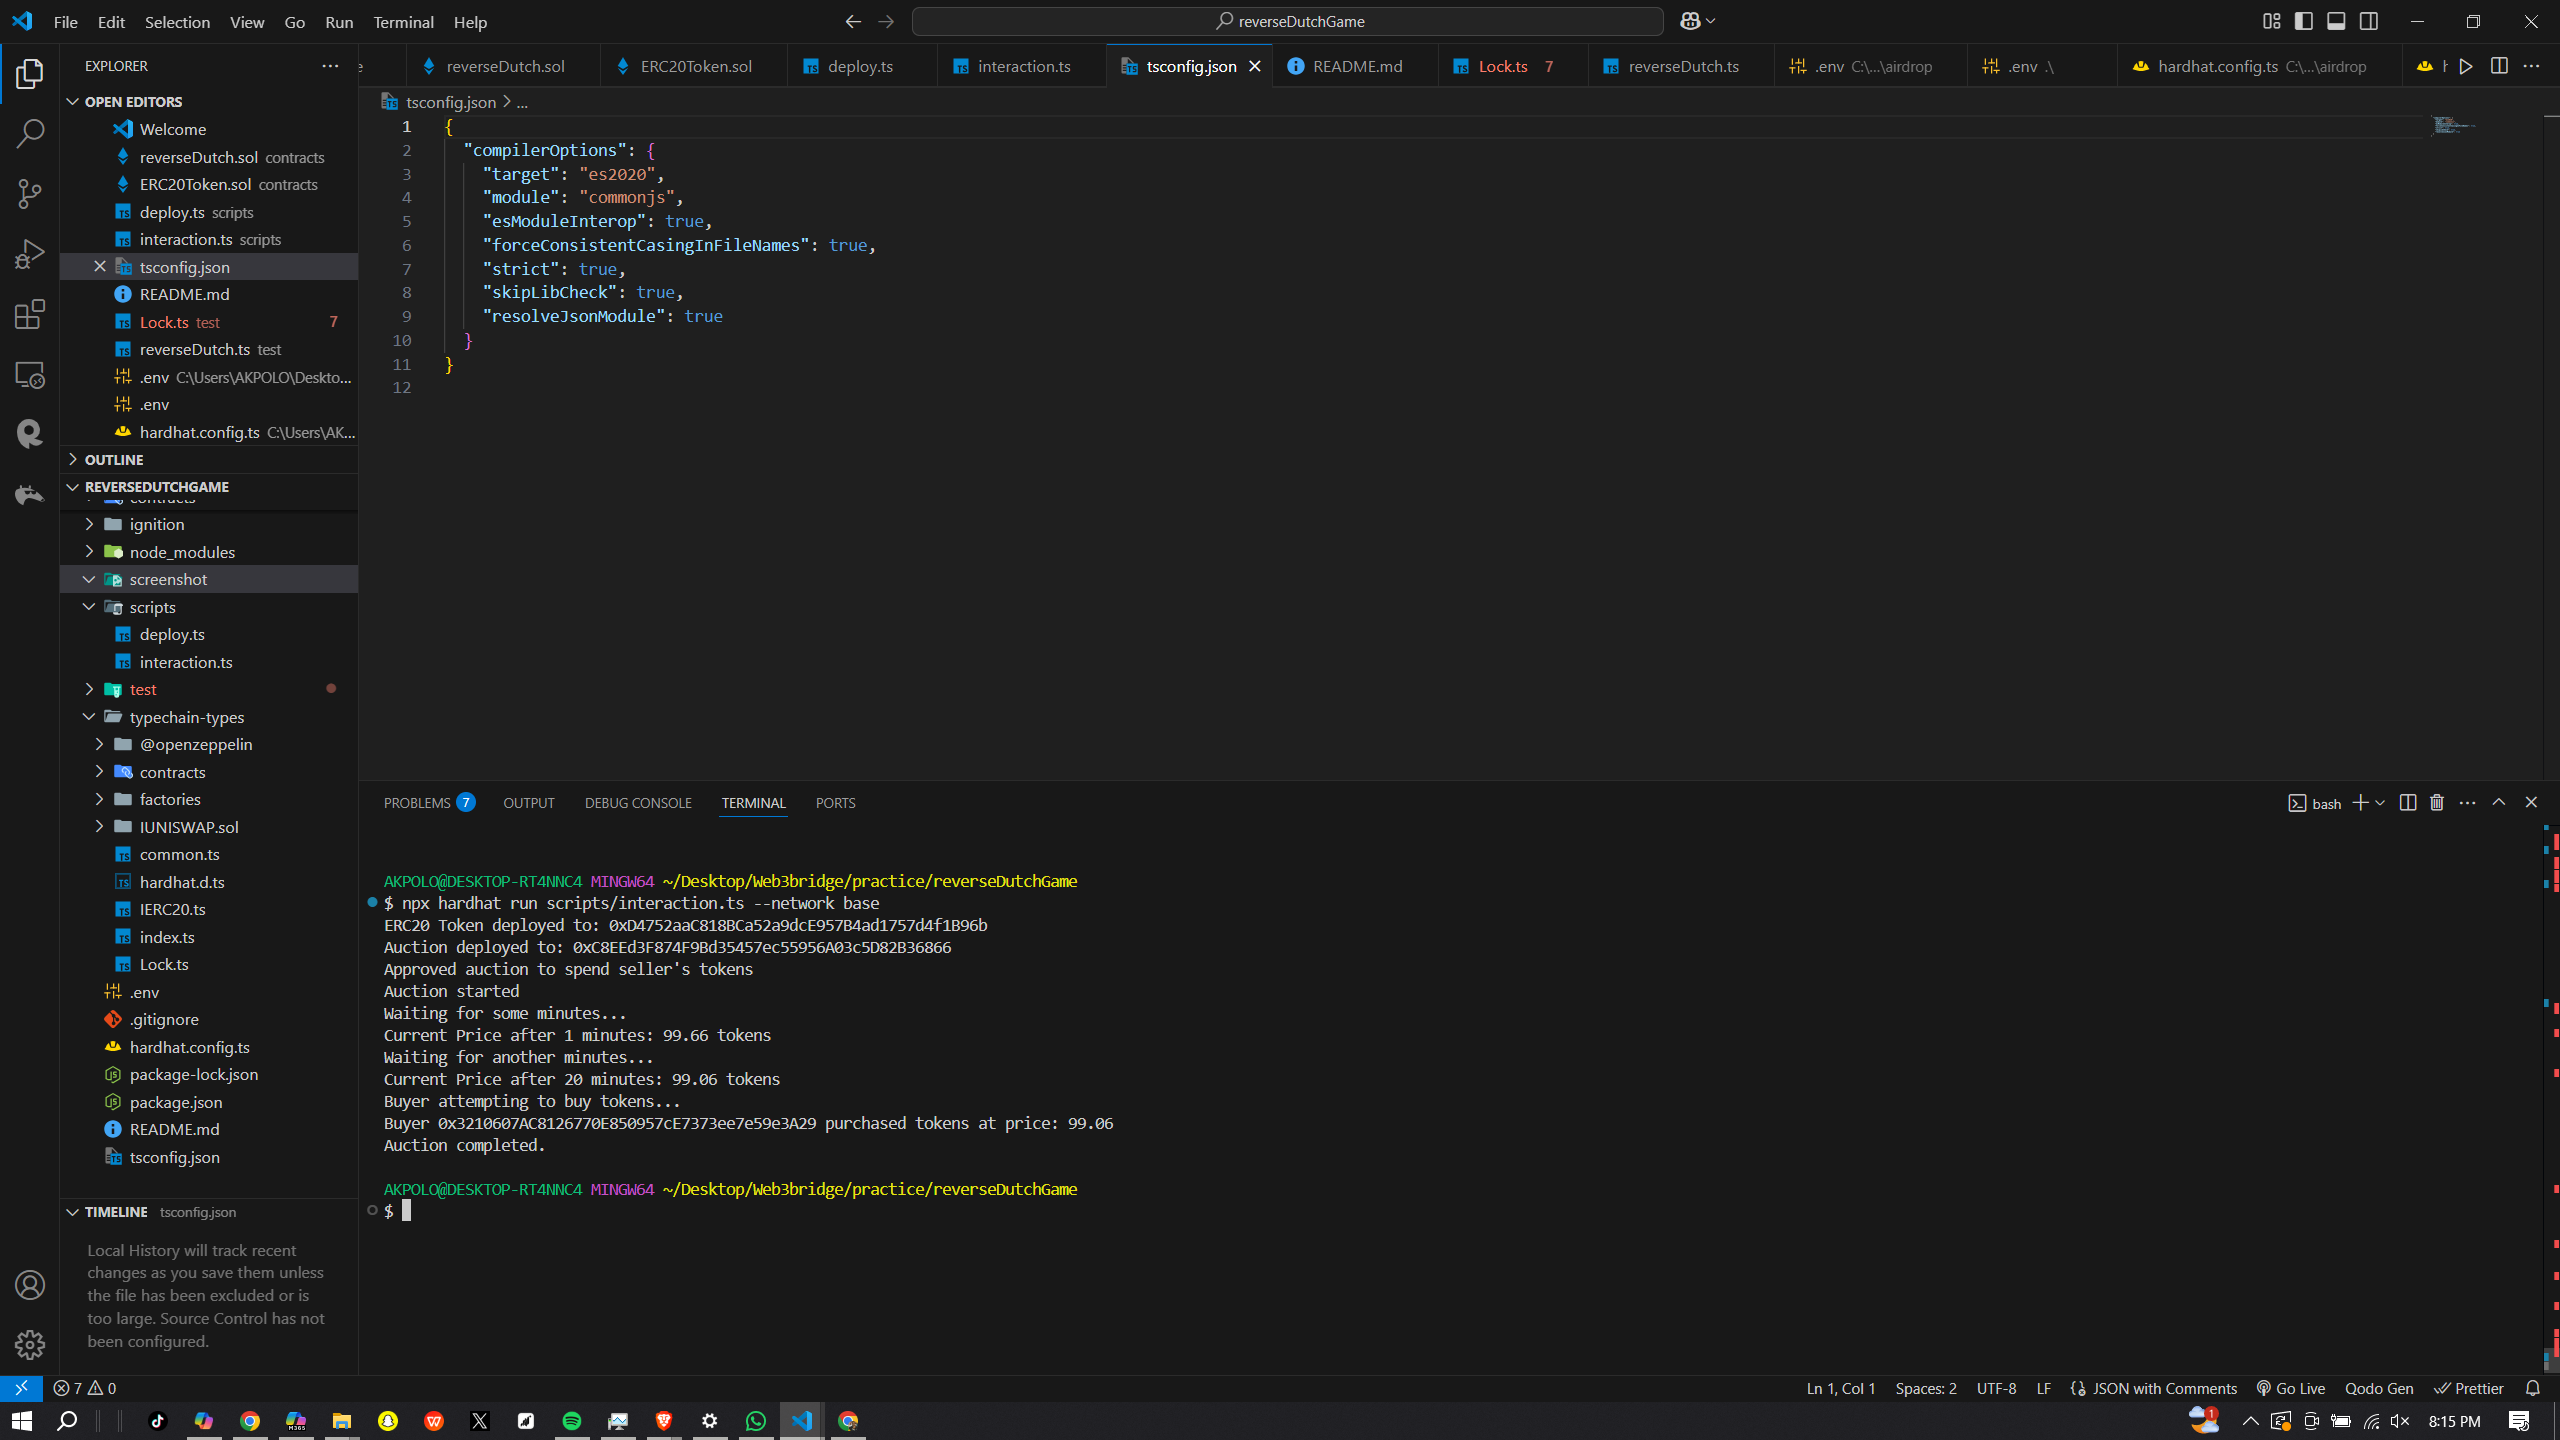 File Edit Selection View Go Run Terminal Help
reverseDutchGame
EXPLORER
reverseDutch.sol ERC20Token.sol deploy.ts interaction.ts tsconfig.json README.md Lock.ts 7 reverseDutch.ts .env C:\...\airdrop .env .\ hardhat.config.ts C:\...\airdrop
OPEN EDITORS
Welcome
reverseDutch.sol contracts
ERC20Token.sol contracts
deploy.ts scripts
interaction.ts scripts
tsconfig.json
README.md
Lock.ts test 7
reverseDutch.ts test
.env C:\Users\AKPOLO\Deskto...
.env
hardhat.config.ts C:\Users\AK...
OUTLINE
REVERSEDUTCHGAME
contracts
ignition
node_modules
screenshot
scripts
deploy.ts
interaction.ts
test
typechain-types
@openzeppelin
contracts
factories
IUNISWAP.sol
common.ts
hardhat.d.ts
IERC20.ts
index.ts
Lock.ts
.env
.gitignore
hardhat.config.ts
package-lock.json
package.json
README.md
tsconfig.json
TIMELINE tsconfig.json
Local History will track recent
changes as you save them unless
the file has been excluded or is
too large. Source Control has not
been configured.
tsconfig.json > ...
1 {
2 "compilerOptions": {
3 "target": "es2020",
4 "module": "commonjs",
5 "esModuleInterop": true,
6 "forceConsistentCasingInFileNames": true,
7 "strict": true,
8 "skipLibCheck": true,
9 "resolveJsonModule": true
10 }
11 }
12
PROBLEMS 7 OUTPUT DEBUG CONSOLE TERMINAL PORTS
bash
AKPOLO@DESKTOP-RT4NNC4 MINGW64 ~/Desktop/Web3bridge/practice/reverseDutchGame
$ npx hardhat run scripts/interaction.ts --network base
ERC20 Token deployed to: 0xD4752aaC818BCa52a9dcE957B4ad1757d4f1B96b
Auction deployed to: 0xC8EEd3F874F9Bd35457ec55956A03c5D82B36866
Approved auction to spend seller's tokens
Auction started
Waiting for some minutes...
Current Price after 1 minutes: 99.66 tokens
Waiting for another minutes...
Current Price after 20 minutes: 99.06 tokens
Buyer attempting to buy tokens...
Buyer 0x3210607AC8126770E850957cE7373ee7e59e3A29 purchased tokens at price: 99.06
Auction completed.
AKPOLO@DESKTOP-RT4NNC4 MINGW64 ~/Desktop/Web3bridge/practice/reverseDutchGame
$
7 0
Ln 1, Col 1 Spaces: 2 UTF-8 LF JSON with Comments Go Live Qodo Gen Prettier
8:15 PM